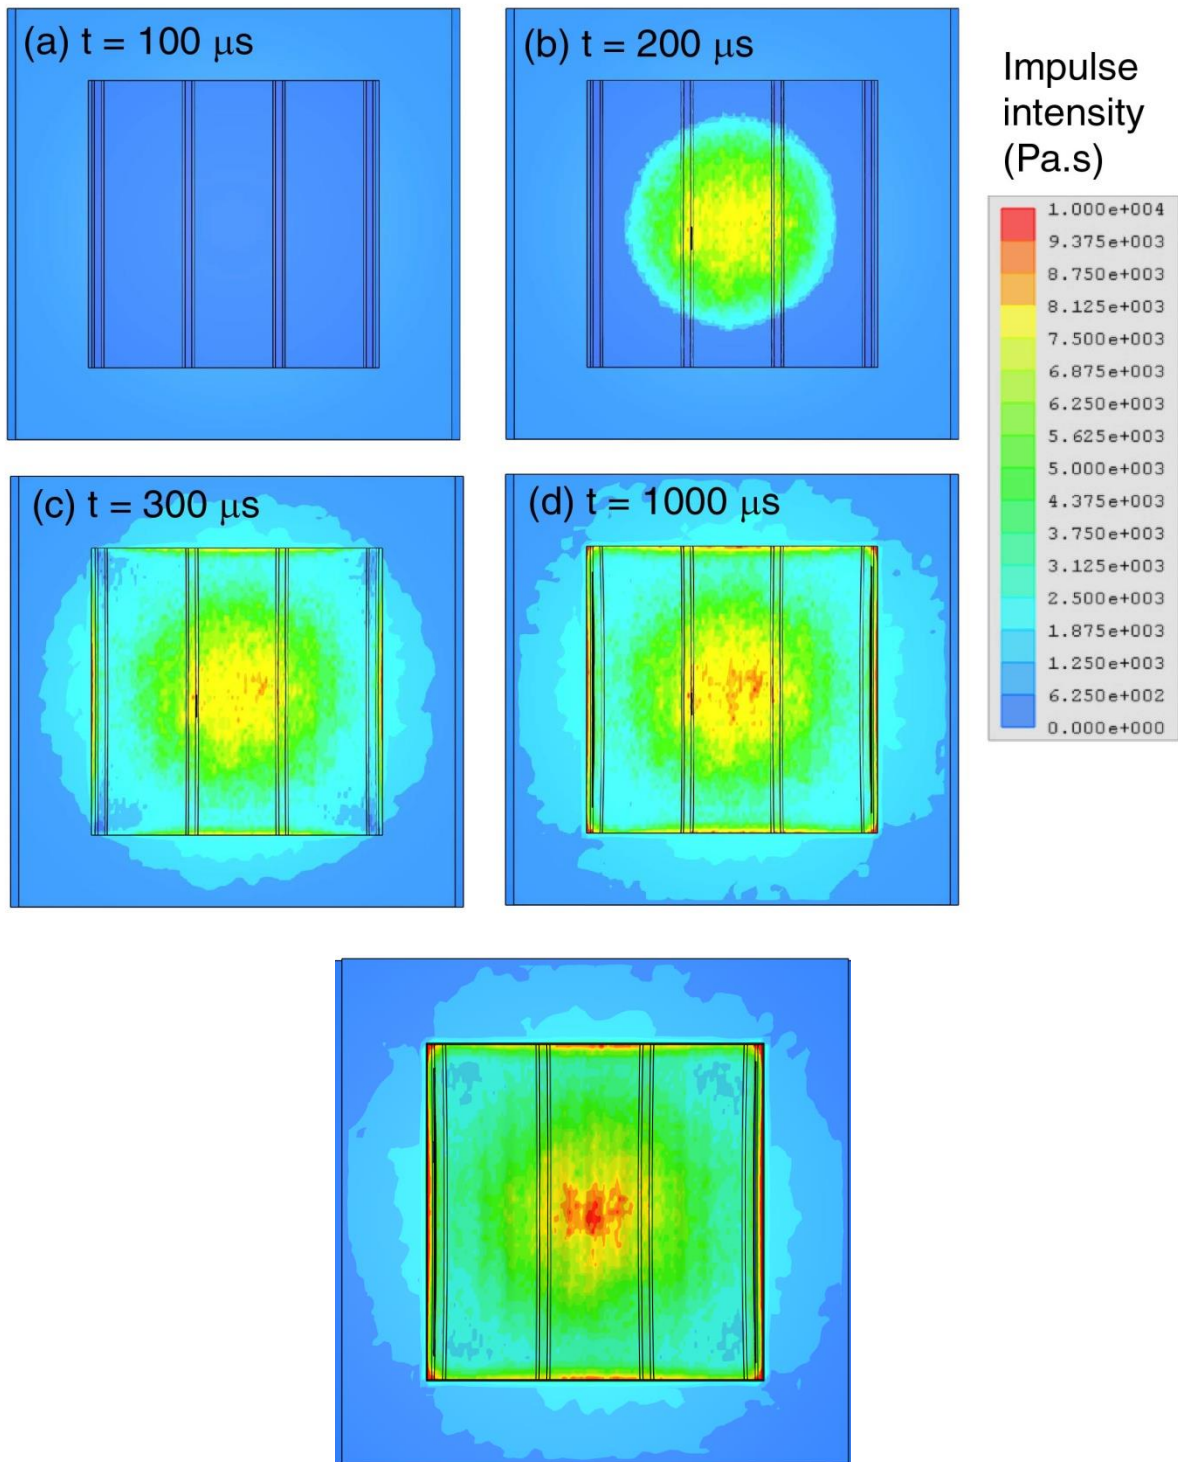 (a) t = 100 μs
(b) t = 200 μs
Impulse
intensity
(Pa.s)
1.000e+004
9.375e+003
8.750e+003
8.125e+003
7.500e+003
6.875e+003
6.250e+003
5.625e+003
5.000e+003
4.375e+003
3.750e+003
3.125e+003
2.500e+003
1.875e+003
1.250e+003
6.250e+002
0.000e+000
(c) t = 300 μs
(d) t = 1000 μs